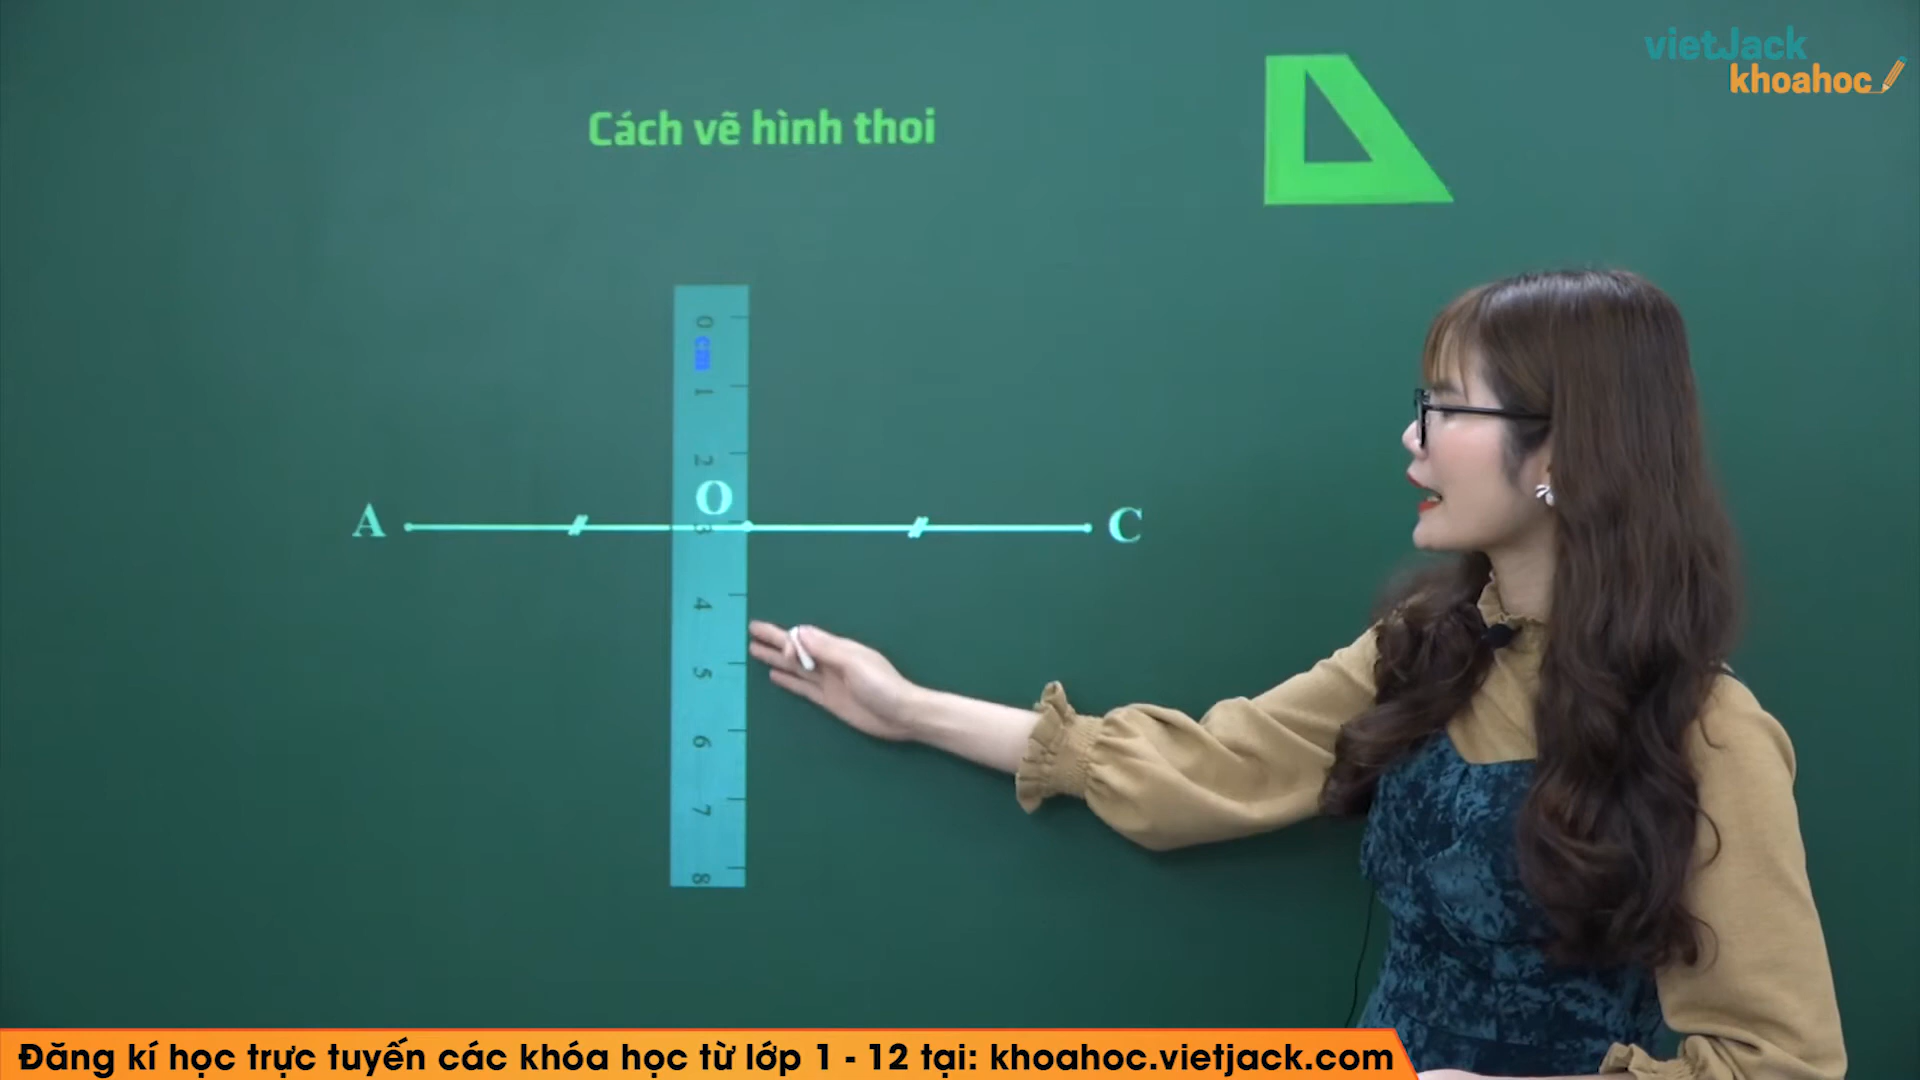 vietJack
khoahoc
Cách vẽ hình thoi
0 cm
1
2
O
A
3
C
4
5
6
7
8
Đăng kí học trực tuyến các khóa học từ lớp 1 - 12 tại: khoahoc.vietjack.com